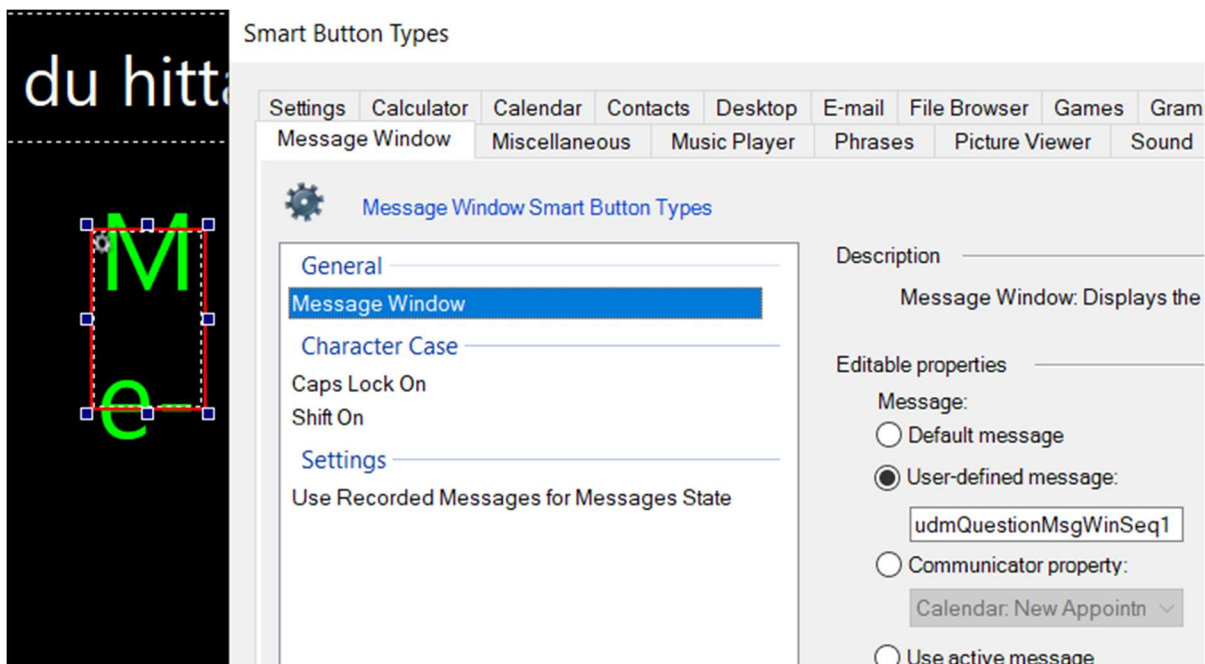 Smart Button Types
du hitta
Settings Calculator Calendar Contacts Desktop E-mail File Browser Games Gram
Message Window Miscellaneous Music Player Phrases Picture Viewer Sound
Message Window Smart Button Types
M
e-
General
Message Window
Character Case
Caps Lock On
Shift On
Settings
Use Recorded Messages for Messages State
Description
Message Window: Displays the
Editable properties
Message:
Default message
User-defined message:
udmQuestionMsgWinSeq1
Communicator property:
Calendar: New Appointn
Use active message